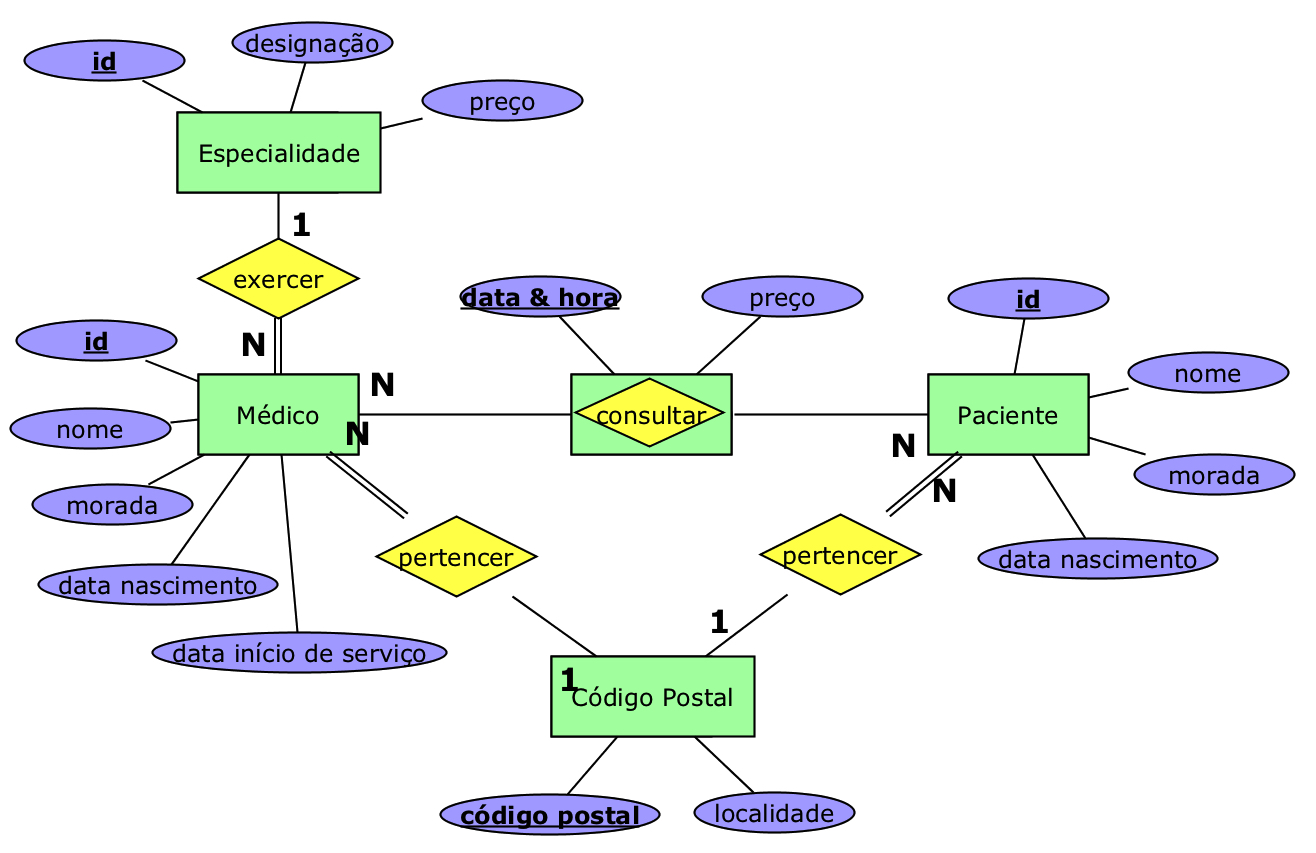 designação
id
preço
Especialidade
1
exercer
N
id
data & hora
preço
id
nome
N
Médico
consultar
Paciente
nome
N
N
morada
N
morada
pertencer
pertencer
data nascimento
data nascimento
1
data início de serviço
1
Código Postal
código postal
localidade